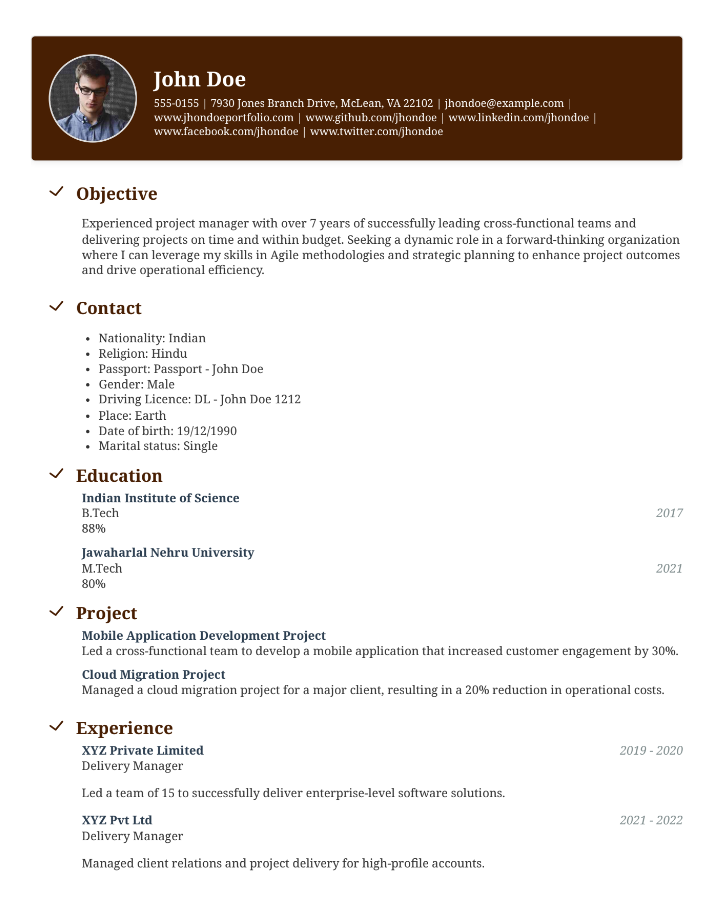 John Doe
555-0155 | 7930 Jones Branch Drive, McLean, VA 22102 | jhondoe@example.com |
www.jhondoeportfolio.com | www.github.com/jhondoe | www.linkedin.com/jhondoe |
www.facebook.com/jhondoe | www.twitter.com/jhondoe
Objective
Experienced project manager with over 7 years of successfully leading cross-functional teams and
delivering projects on time and within budget. Seeking a dynamic role in a forward-thinking organization
where I can leverage my skills in Agile methodologies and strategic planning to enhance project outcomes
and drive operational efficiency.
Contact
• Nationality: Indian
• Religion: Hindu
• Passport: Passport - John Doe
• Gender: Male
• Driving Licence: DL - John Doe 1212
• Place: Earth
• Date of birth: 19/12/1990
• Marital status: Single
Education
Indian Institute of Science
B.Tech 2017
88%
Jawaharlal Nehru University
M.Tech 2021
80%
Project
Mobile Application Development Project
Led a cross-functional team to develop a mobile application that increased customer engagement by 30%.
Cloud Migration Project
Managed a cloud migration project for a major client, resulting in a 20% reduction in operational costs.
Experience
XYZ Private Limited 2019 - 2020
Delivery Manager
Led a team of 15 to successfully deliver enterprise-level software solutions.
XYZ Pvt Ltd 2021 - 2022
Delivery Manager
Managed client relations and project delivery for high-profile accounts.